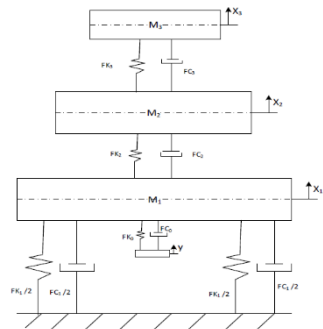 X₃
M₃
FK₃
FC₃
X₂
M₂
FK₂
FC₂
X₁
M₁
FK₀
FC₀
y
FK₁/2
FC₁/2
FK₁/2
FC₁/2